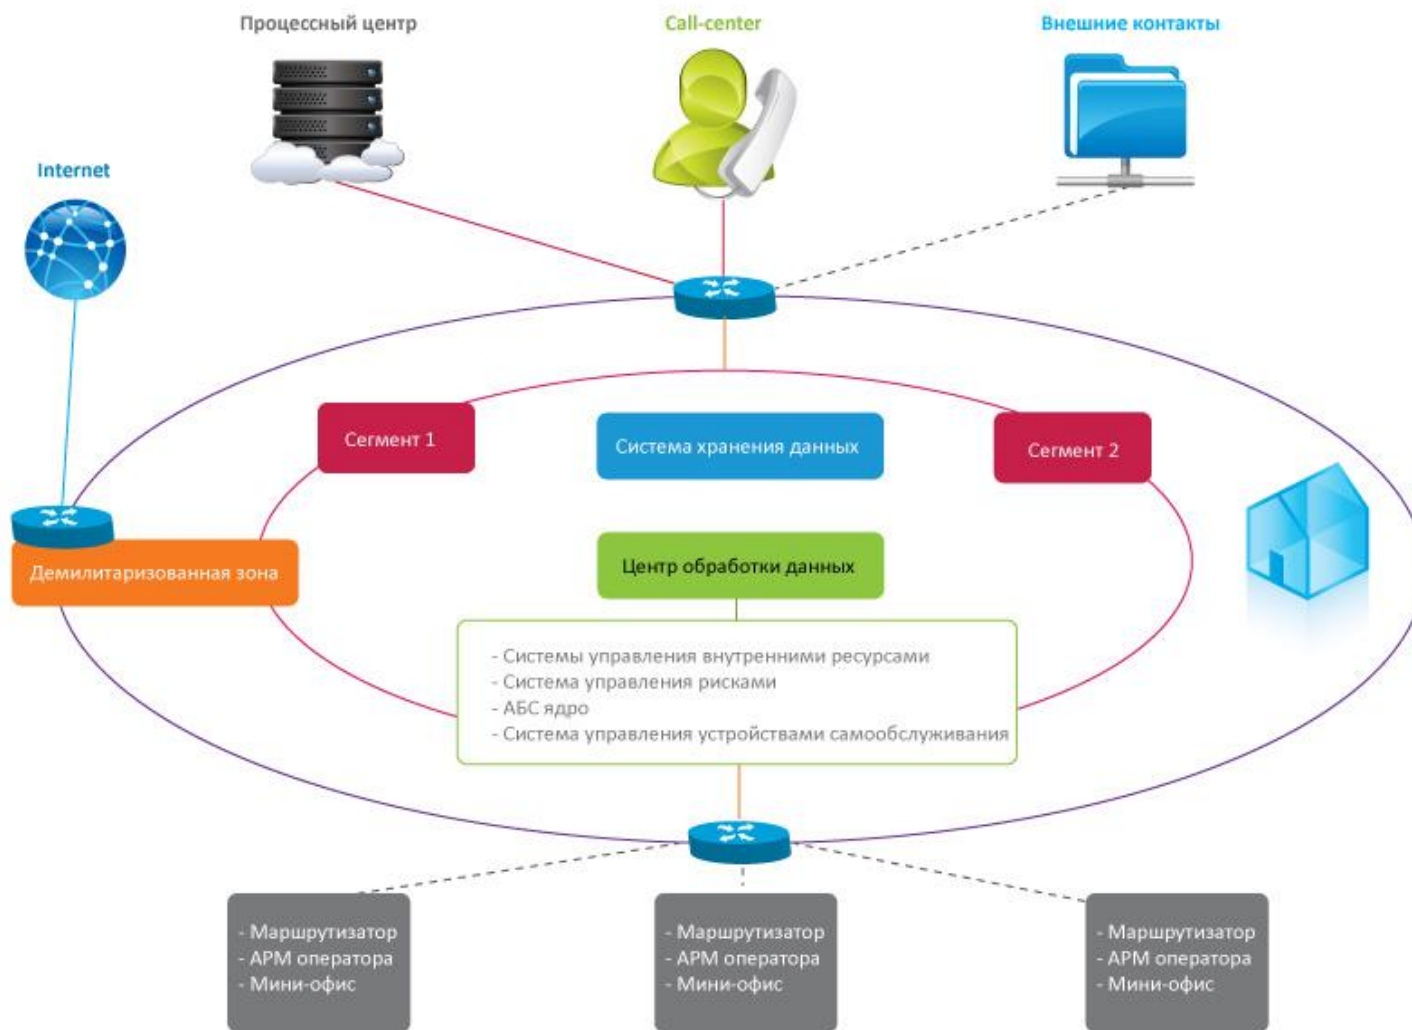 Процессный центр
Call-center
Внешние контакты
Internet
Сегмент 1
Система хранения данных
Сегмент 2
Демилитаризованная зона
Центр обработки данных
- Системы управления внутренними ресурсами
- Система управления рисками
- АБС ядро
- Система управления устройствами самообслуживания
- Маршрутизатор
- АРМ оператора
- Мини-офис
- Маршрутизатор
- АРМ оператора
- Мини-офис
- Маршрутизатор
- АРМ оператора
- Мини-офис